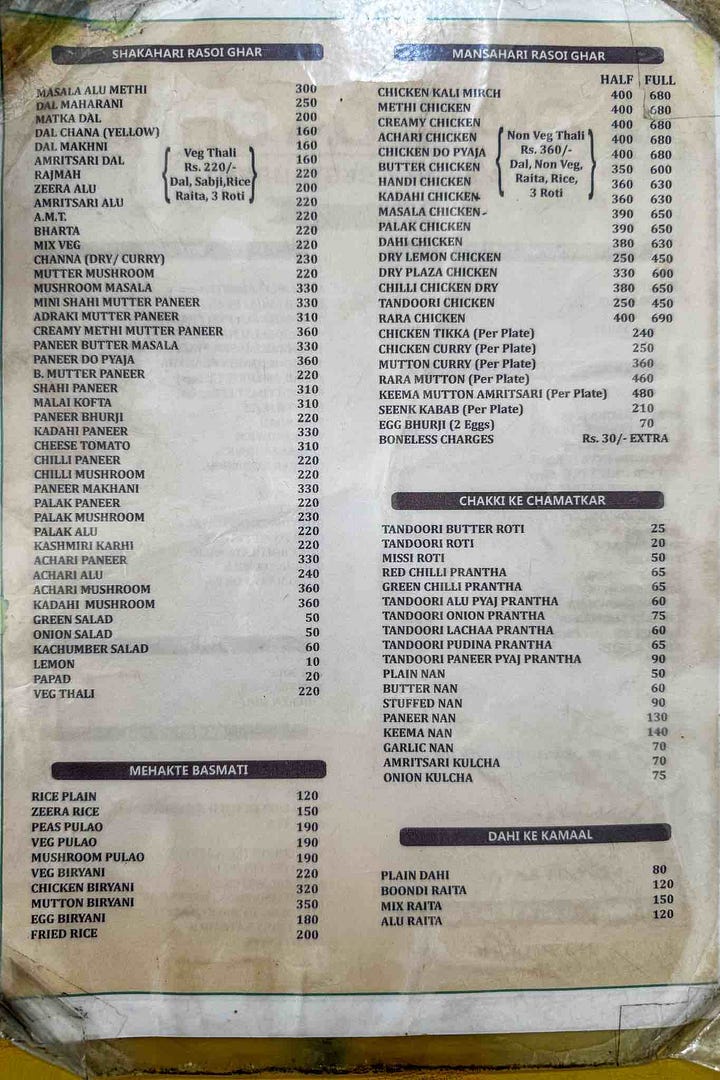 SHAKAHARI RASOI GHAR
MASALA ALU METHI 300
DAL MAHARANI 250
MATKA DAL 200
DAL CHANA (YELLOW) 160
DAL MAKHNI 160
AMRITSARI DAL 160
RAJMAH 220
ZEERA ALU 200
AMRITSARI ALU 220
A.M.T. 220
BHARTA 220
MIX VEG 220
CHANNA (DRY/ CURRY) 230
MUTTER MUSHROOM 220
MUSHROOM MASALA 330
MINI SHAHI MUTTER PANEER 330
ADRAKI MUTTER PANEER 310
CREAMY METHI MUTTER PANEER 360
PANEER BUTTER MASALA 330
PANEER DO PYAJA 360
B. MUTTER PANEER 220
SHAHI PANEER 310
MALAI KOFTA 310
PANEER BHURJI 220
KADAHI PANEER 330
CHEESE TOMATO 310
CHILLI PANEER 220
CHILLI MUSHROOM 220
PANEER MAKHANI 330
PALAK PANEER 220
PALAK MUSHROOM 230
PALAK ALU 220
KASHMIRI KARHI 220
ACHARI PANEER 330
ACHARI ALU 240
ACHARI MUSHROOM 360
KADAHI MUSHROOM 360
GREEN SALAD 50
ONION SALAD 50
KACHUMBER SALAD 60
LEMON 10
PAPAD 20
VEG THALI 220
Veg Thali
Rs. 220/-
Dal, Sabji,Rice
Raita, 3 Roti
MEHAKTE BASMATI
RICE PLAIN 120
ZEERA RICE 150
PEAS PULAO 190
VEG PULAO 190
MUSHROOM PULAO 190
VEG BIRYANI 220
CHICKEN BIRYANI 320
MUTTON BIRYANI 350
EGG BIRYANI 180
FRIED RICE 200
MANSAHARI RASOI GHAR
HALF FULL
CHICKEN KALI MIRCH 400 680
METHI CHICKEN 400 680
CREAMY CHICKEN 400 680
ACHARI CHICKEN 400 680
CHICKEN DO PYAJA 400 680
BUTTER CHICKEN 350 600
HANDI CHICKEN 360 630
KADAHI CHICKEN 360 630
MASALA CHICKEN 390 650
PALAK CHICKEN 390 650
DAHI CHICKEN 380 630
DRY LEMON CHICKEN 250 450
DRY PLAZA CHICKEN 330 600
CHILLI CHICKEN DRY 380 650
TANDOORI CHICKEN 250 450
RARA CHICKEN 400 690
CHICKEN TIKKA (Per Plate) 240
CHICKEN CURRY (Per Plate) 250
MUTTON CURRY (Per Plate) 360
RARA MUTTON (Per Plate) 460
KEEMA MUTTON AMRITSARI (Per Plate) 480
SEENK KABAB (Per Plate) 210
EGG BHURJI (2 Eggs) 70
BONELESS CHARGES Rs. 30/- EXTRA
Non Veg Thali
Rs. 360/-
Dal, Non Veg,
Raita, Rice,
3 Roti
CHAKKI KE CHAMATKAR
TANDOORI BUTTER ROTI 25
TANDOORI ROTI 20
MISSI ROTI 50
RED CHILLI PRANTHA 65
GREEN CHILLI PRANTHA 65
TANDOORI ALU PYAJ PRANTHA 60
TANDOORI ONION PRANTHA 75
TANDOORI LACHAA PRANTHA 60
TANDOORI PUDINA PRANTHA 65
TANDOORI PANEER PYAJ PRANTHA 90
PLAIN NAN 50
BUTTER NAN 60
STUFFED NAN 90
PANEER NAN 130
KEEMA NAN 140
GARLIC NAN 70
AMRITSARI KULCHA 70
ONION KULCHA 75
DAHI KE KAMAAL
PLAIN DAHI 80
BOONDI RAITA 120
MIX RAITA 150
ALU RAITA 120